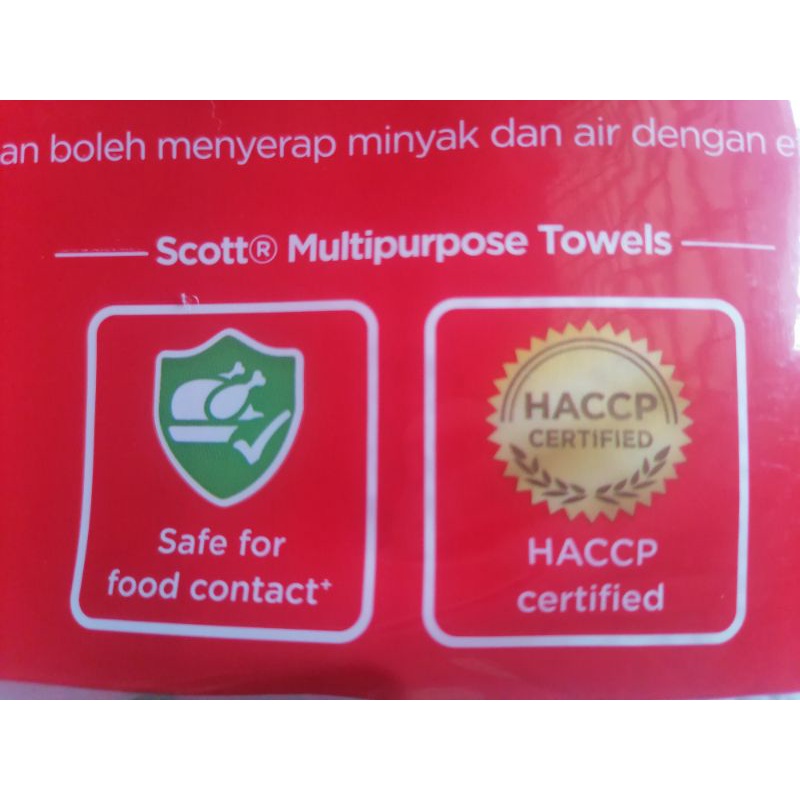 an boleh menyerap minyak dan air dengan
Scott® Multipurpose Towels
HACCP
CERTIFIED
Safe for
food contact+
HACCP
certified